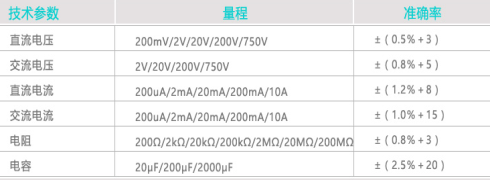 技术参数 量程 准确率
直流电压 200mV/2V/20V/200V/750V ±（0.5%+3）
交流电压 2V/20V/200V/750V ±（0.8%+5）
直流电流 200uA/2mA/20mA/200mA/10A ±（1.2%+8）
交流电流 200uA/2mA/20mA/200mA/10A ±（1.0%+15）
电阻 200Ω/2kΩ/20kΩ/200kΩ/2MΩ/20MΩ/200MΩ ±（0.8%+3）
电容 20μF/200μF/2000μF ±（2.5%+20）